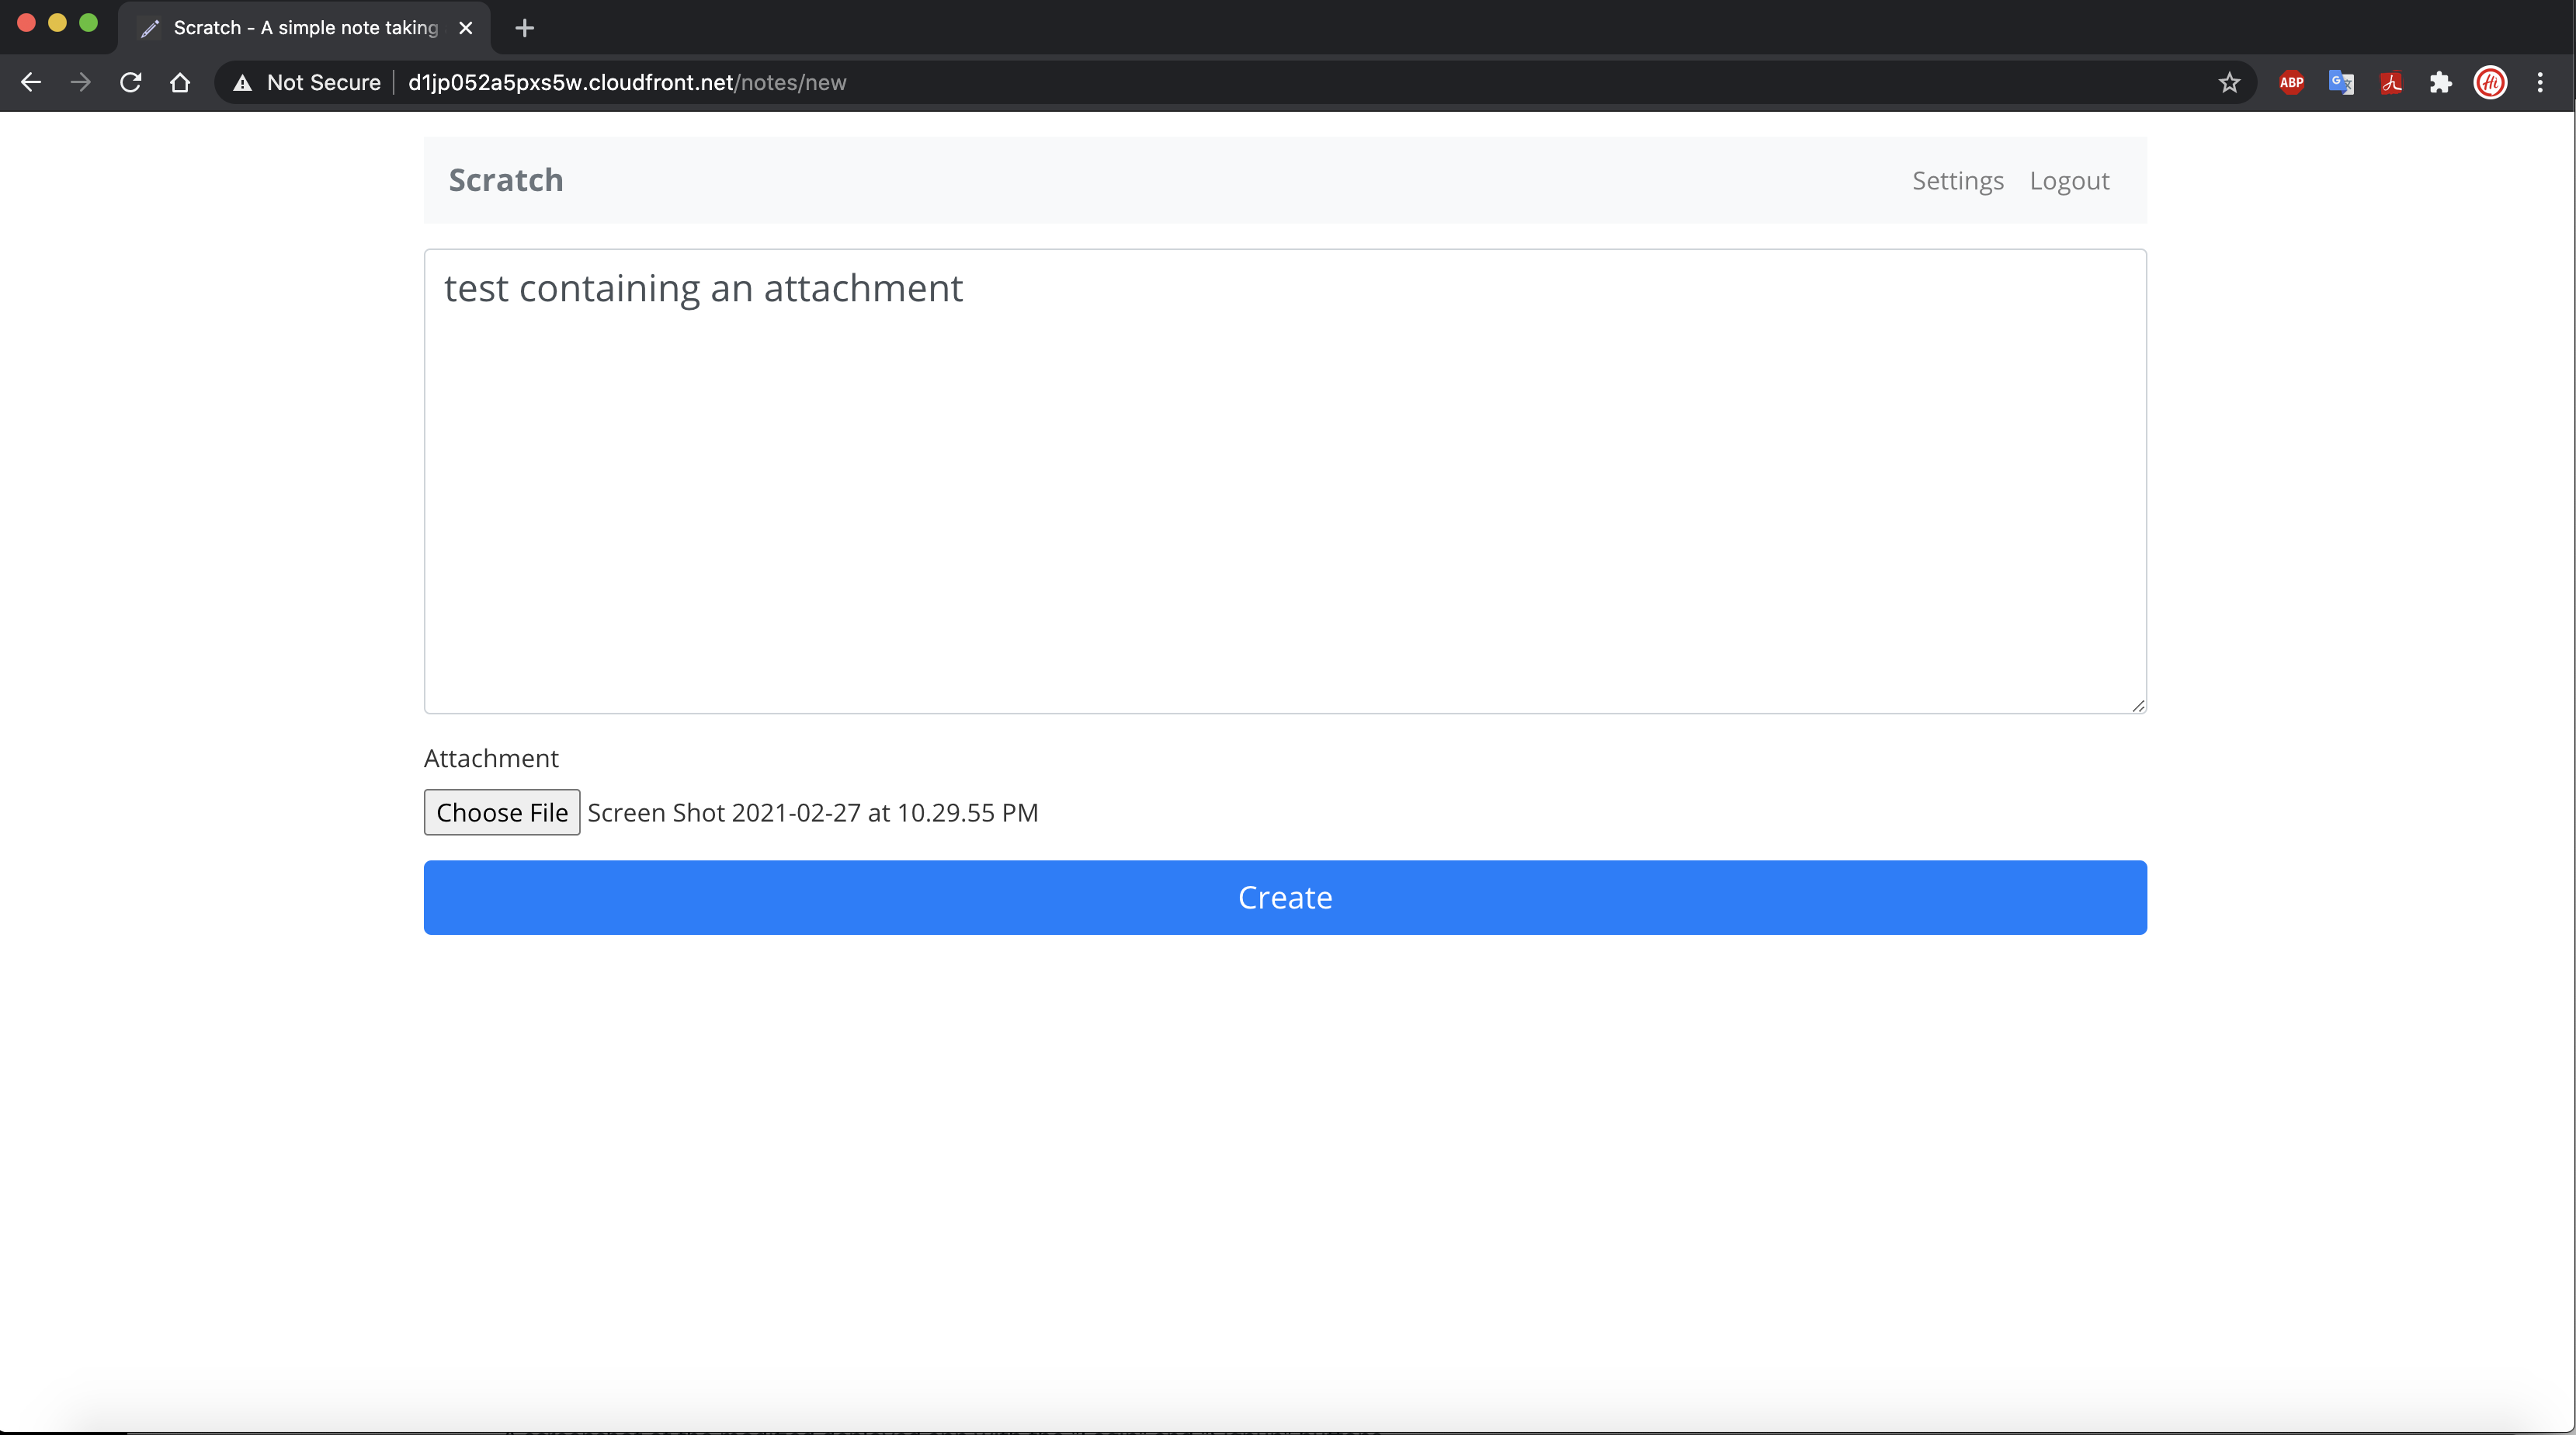 Scratch - A simple note taking
Not Secure
d1jp052a5pxs5w.cloudfront.net/notes/new
ABP
Scratch
Settings
Logout
test containing an attachment
Attachment
Choose File
Screen Shot 2021-02-27 at 10.29.55 PM
Create